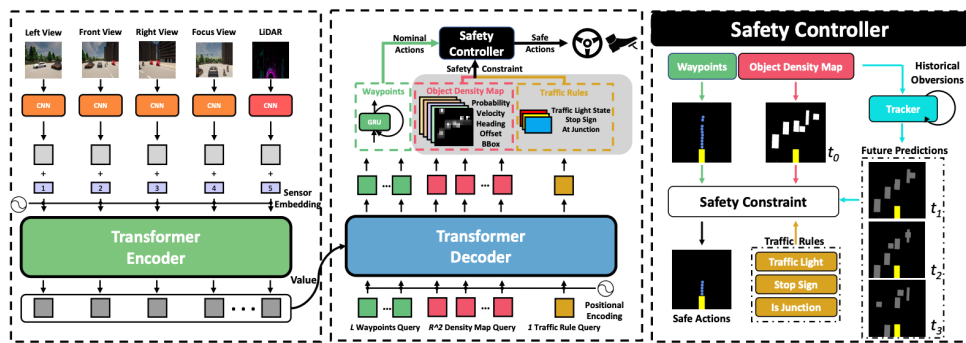 Left View
Front View
Right View
Focus View
LiDAR
CNN
CNN
CNN
CNN
CNN
+
+
+
+
+
1
2
3
4
5
Sensor
Embedding
Transformer
Encoder
Value
Nominal
Actions
Safety
Controller
Safe
Actions
Safety
Constraint
Waypoints
GRU
Object Density Map
Probability
Velocity
Heading
Offset
BBox
Traffic Rules
Traffic Light State
Stop Sign
At Junction
...
...
Transformer
Decoder
...
...
Positional
Encoding
L Waypoints Query
R^2 Density Map Query
1 Traffic Rule Query
Safety Controller
Waypoints
Object Density Map
Historical
Obversions
Tracker
t0
Future Predictions
Safety Constraint
t1
t2
t3
Traffic Rules
Traffic Light
Stop Sign
Is Junction
Safe Actions